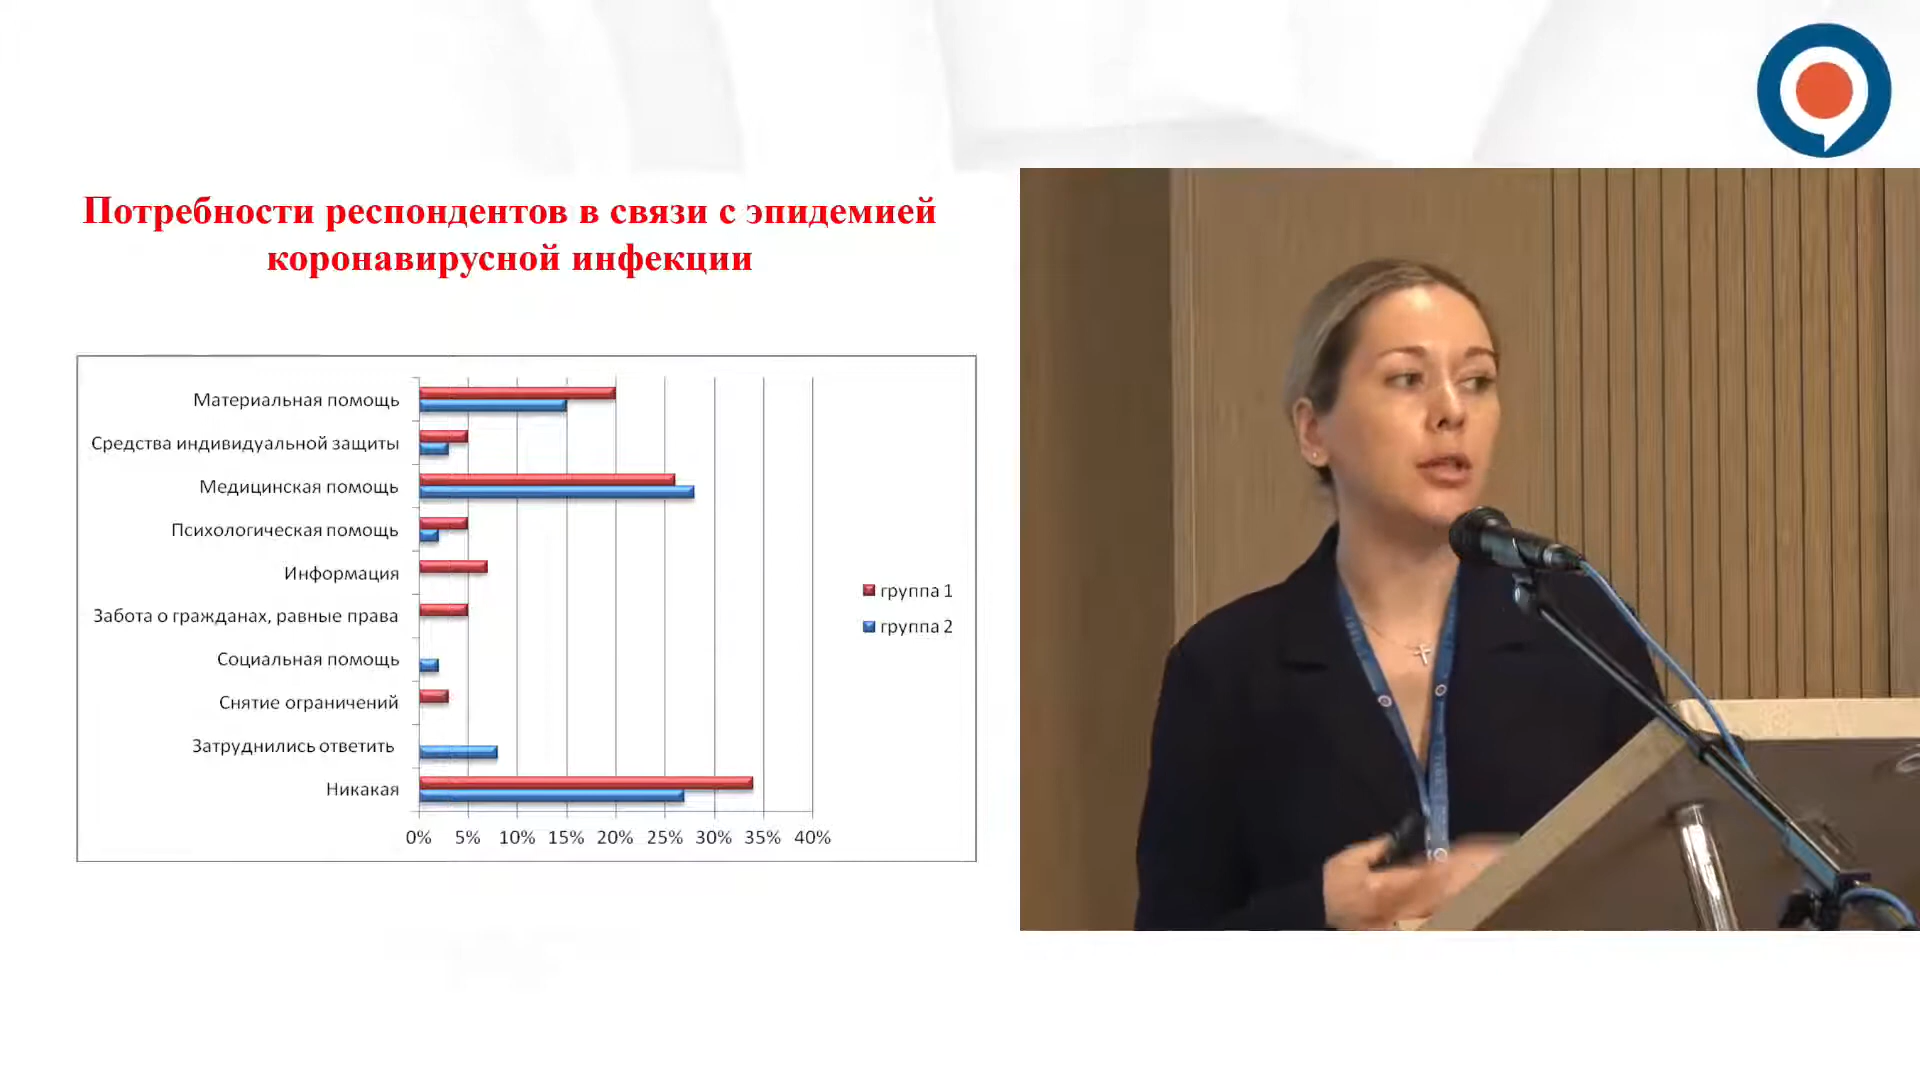 Потребности респондентов в связи с эпидемией
коронавирусной инфекции
Материальная помощь
Средства индивидуальной защиты
Медицинская помощь
Психологическая помощь
Информация
Забота о гражданах, равные права
Социальная помощь
Снятие ограничений
Затруднились ответить
Никакая
0% 5% 10% 15% 20% 25% 30% 35% 40%
группа 1
группа 2